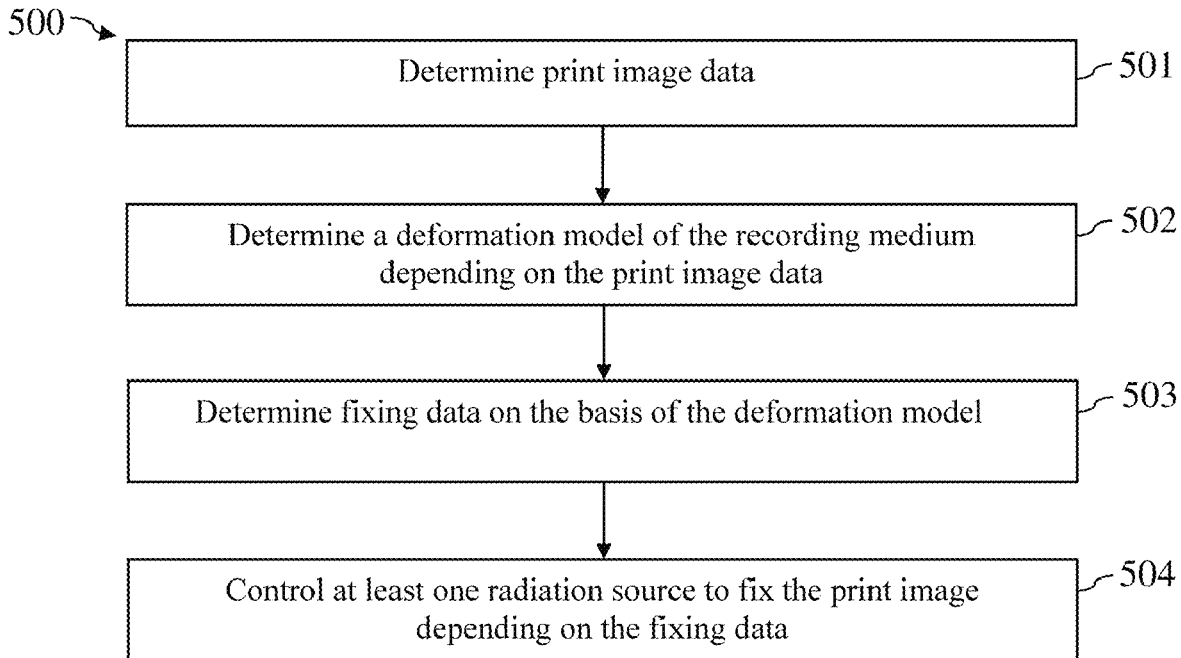 500
Determine print image data
501
Determine a deformation model of the recording medium
depending on the print image data
502
Determine fixing data on the basis of the deformation model
503
Control at least one radiation source to fix the print image
depending on the fixing data
504